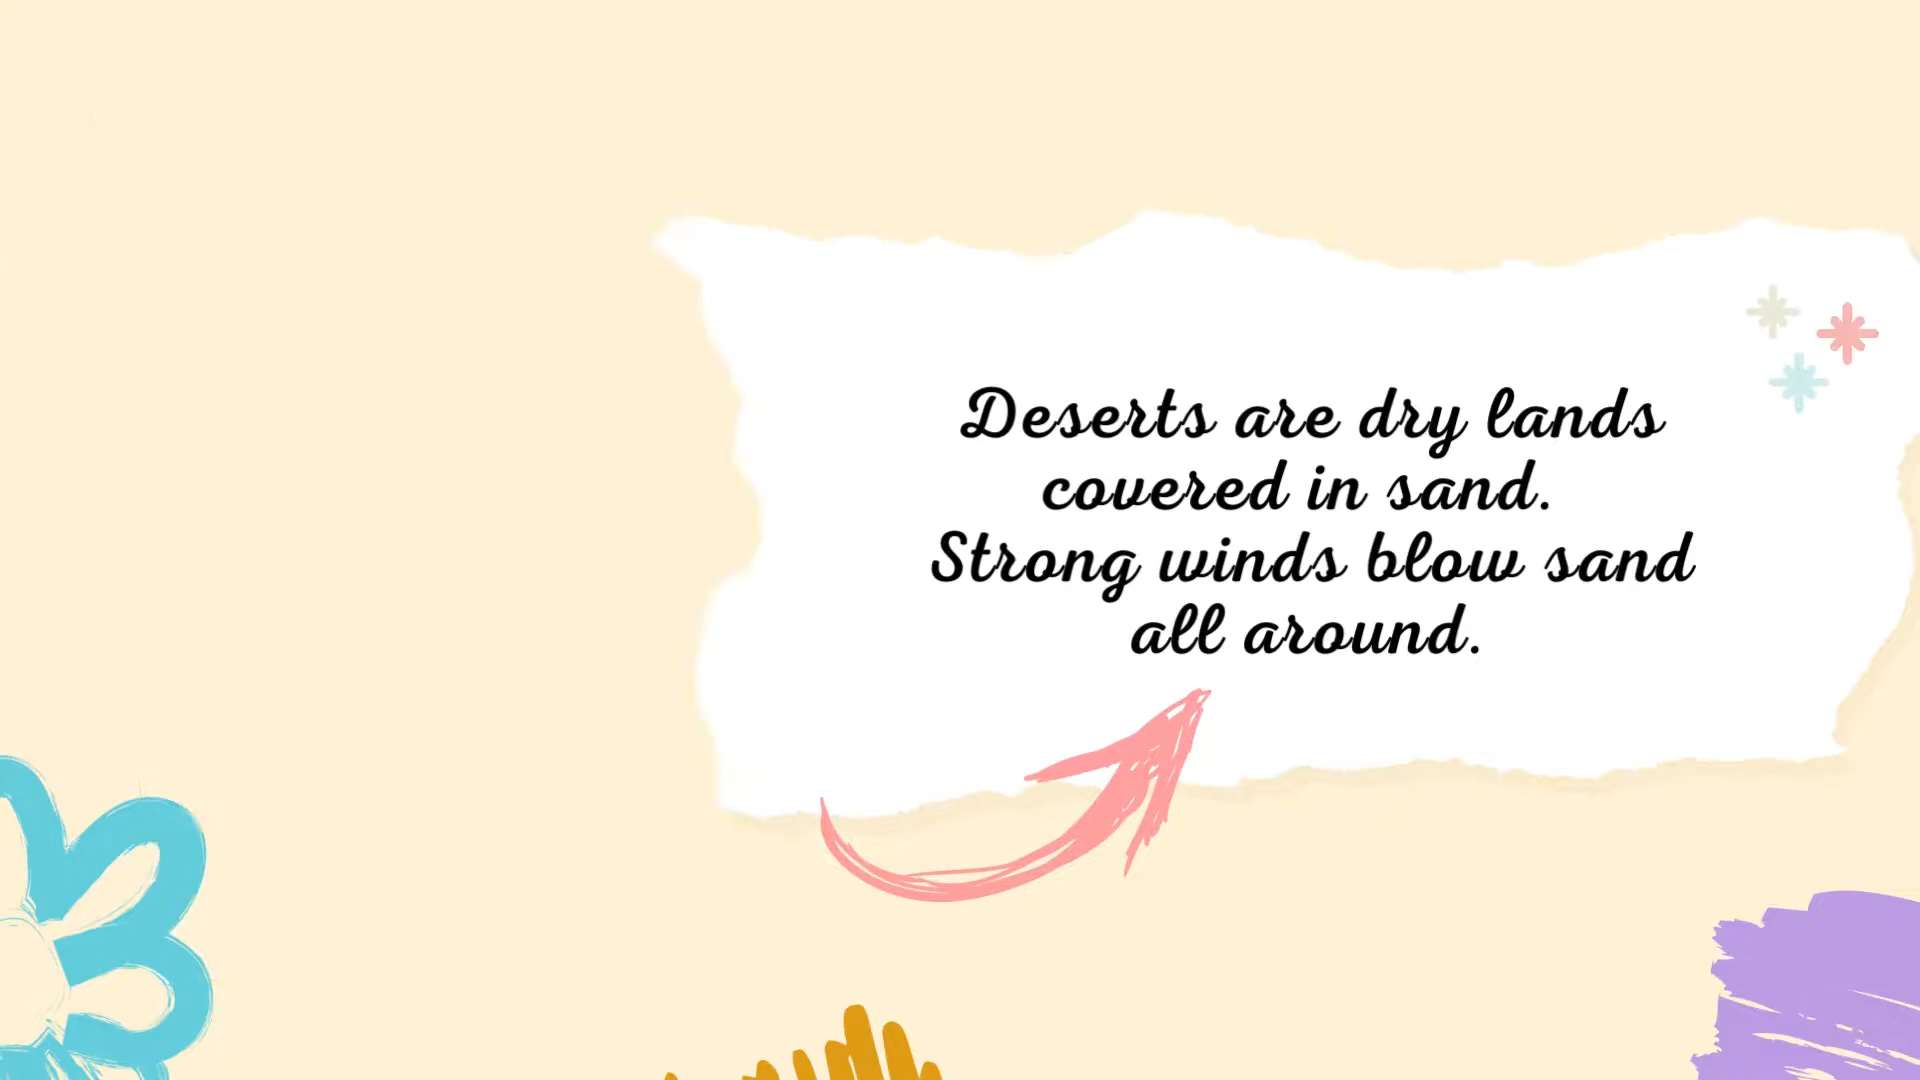 Deserts are dry lands
covered in sand.
Strong winds blow sand
all around.